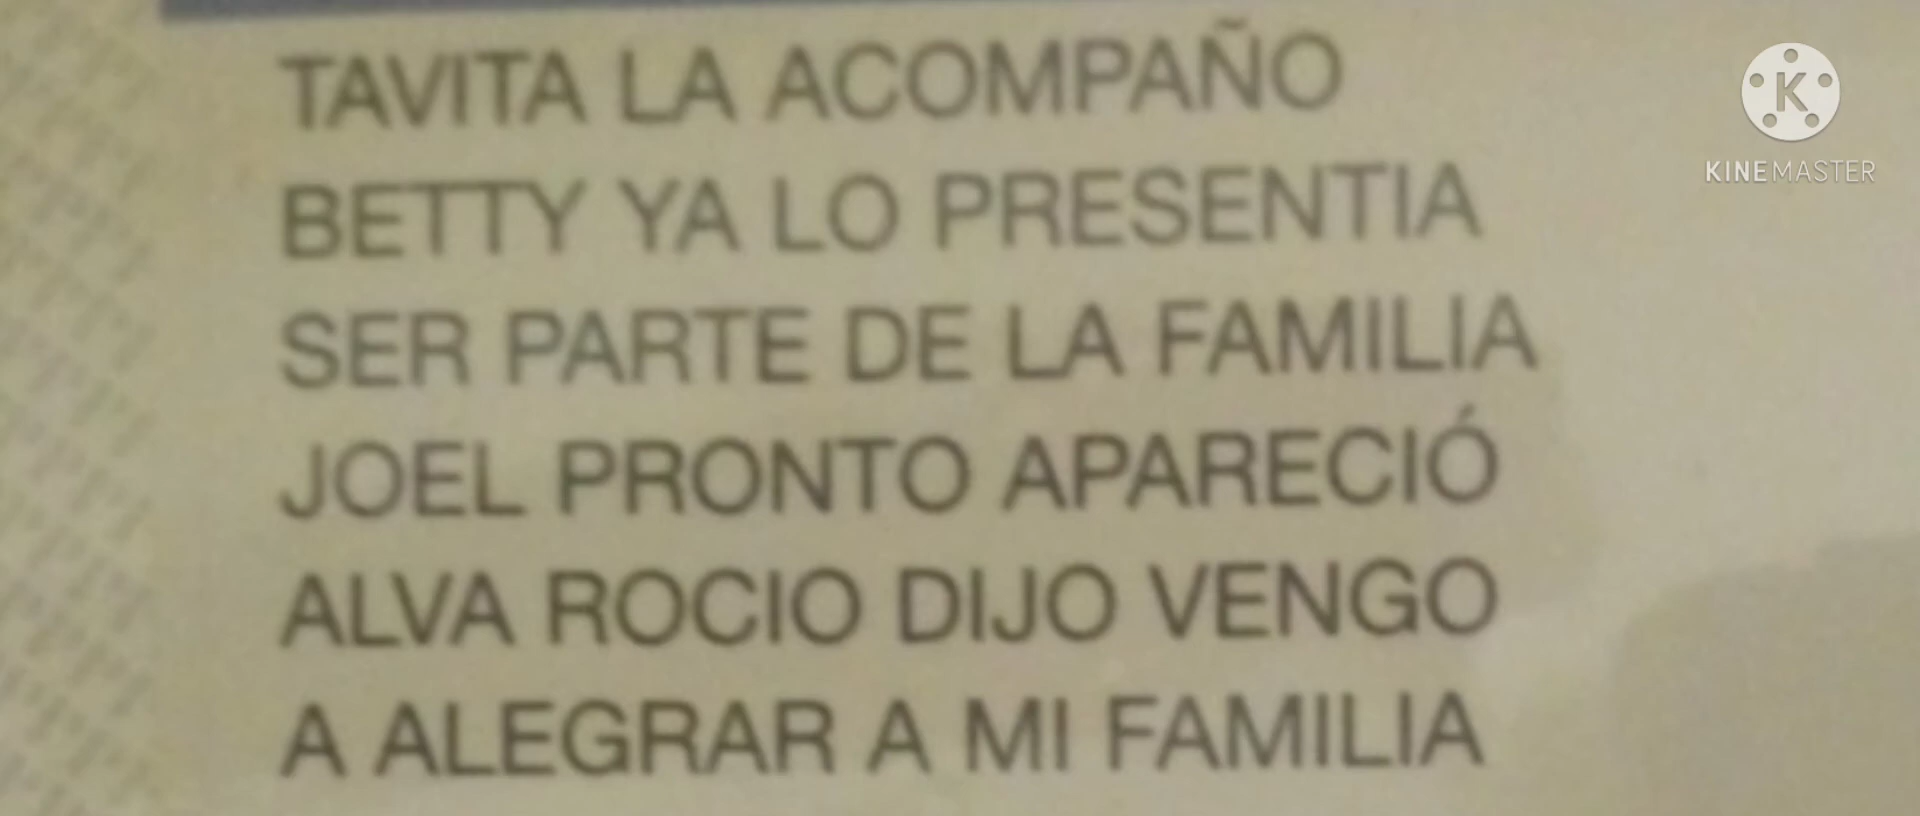 TAVITA LA ACOMPAÑO
BETTY YA LO PRESENTIA
SER PARTE DE LA FAMILIA
JOEL PRONTO APARECIÓ
ALVA ROCIO DIJO VENGO
A ALEGRAR A MI FAMILIA
K
KINEMASTER